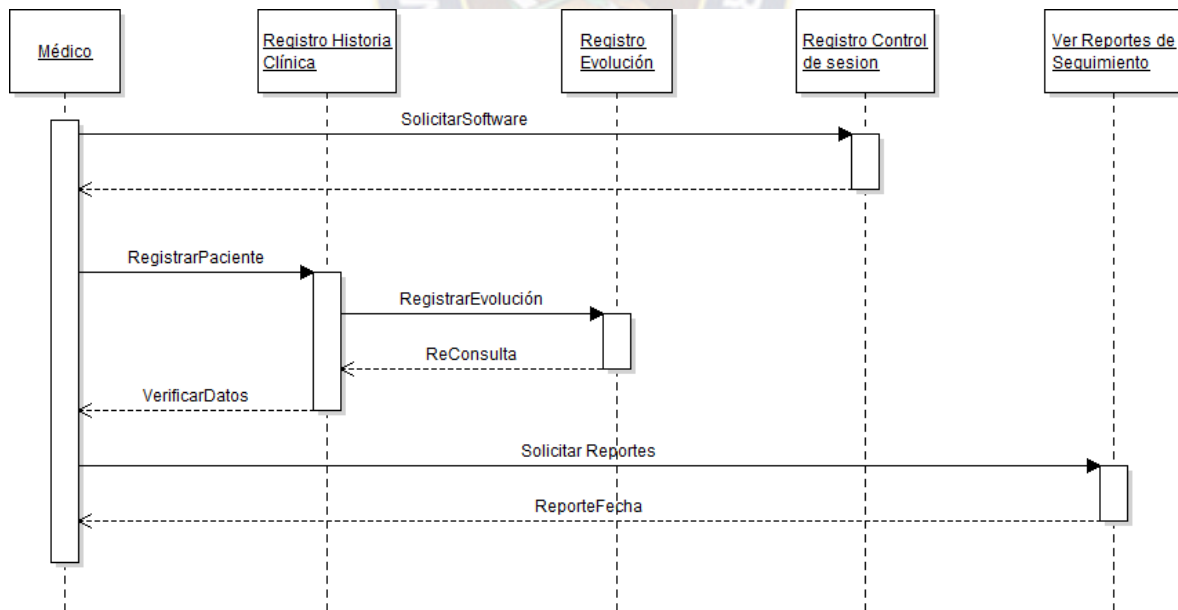 Médico
Registro Historia
Clínica
Registro
Evolución
Registro Control
de sesion
Ver Reportes de
Seguimiento
SolicitarSoftware
RegistrarPaciente
RegistrarEvolución
ReConsulta
VerificarDatos
Solicitar Reportes
ReporteFecha